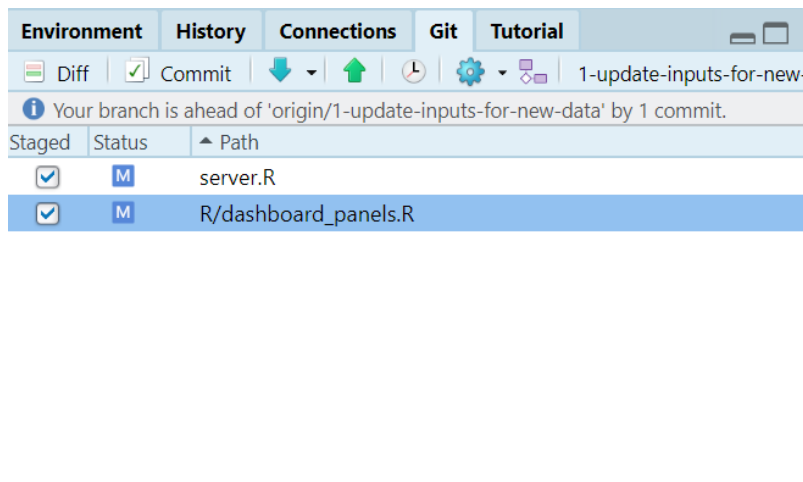 Environment History Connections Git Tutorial
Diff Commit 1-update-inputs-for-new-
Your branch is ahead of 'origin/1-update-inputs-for-new-data' by 1 commit.
Staged Status Path
M server.R
M R/dashboard_panels.R